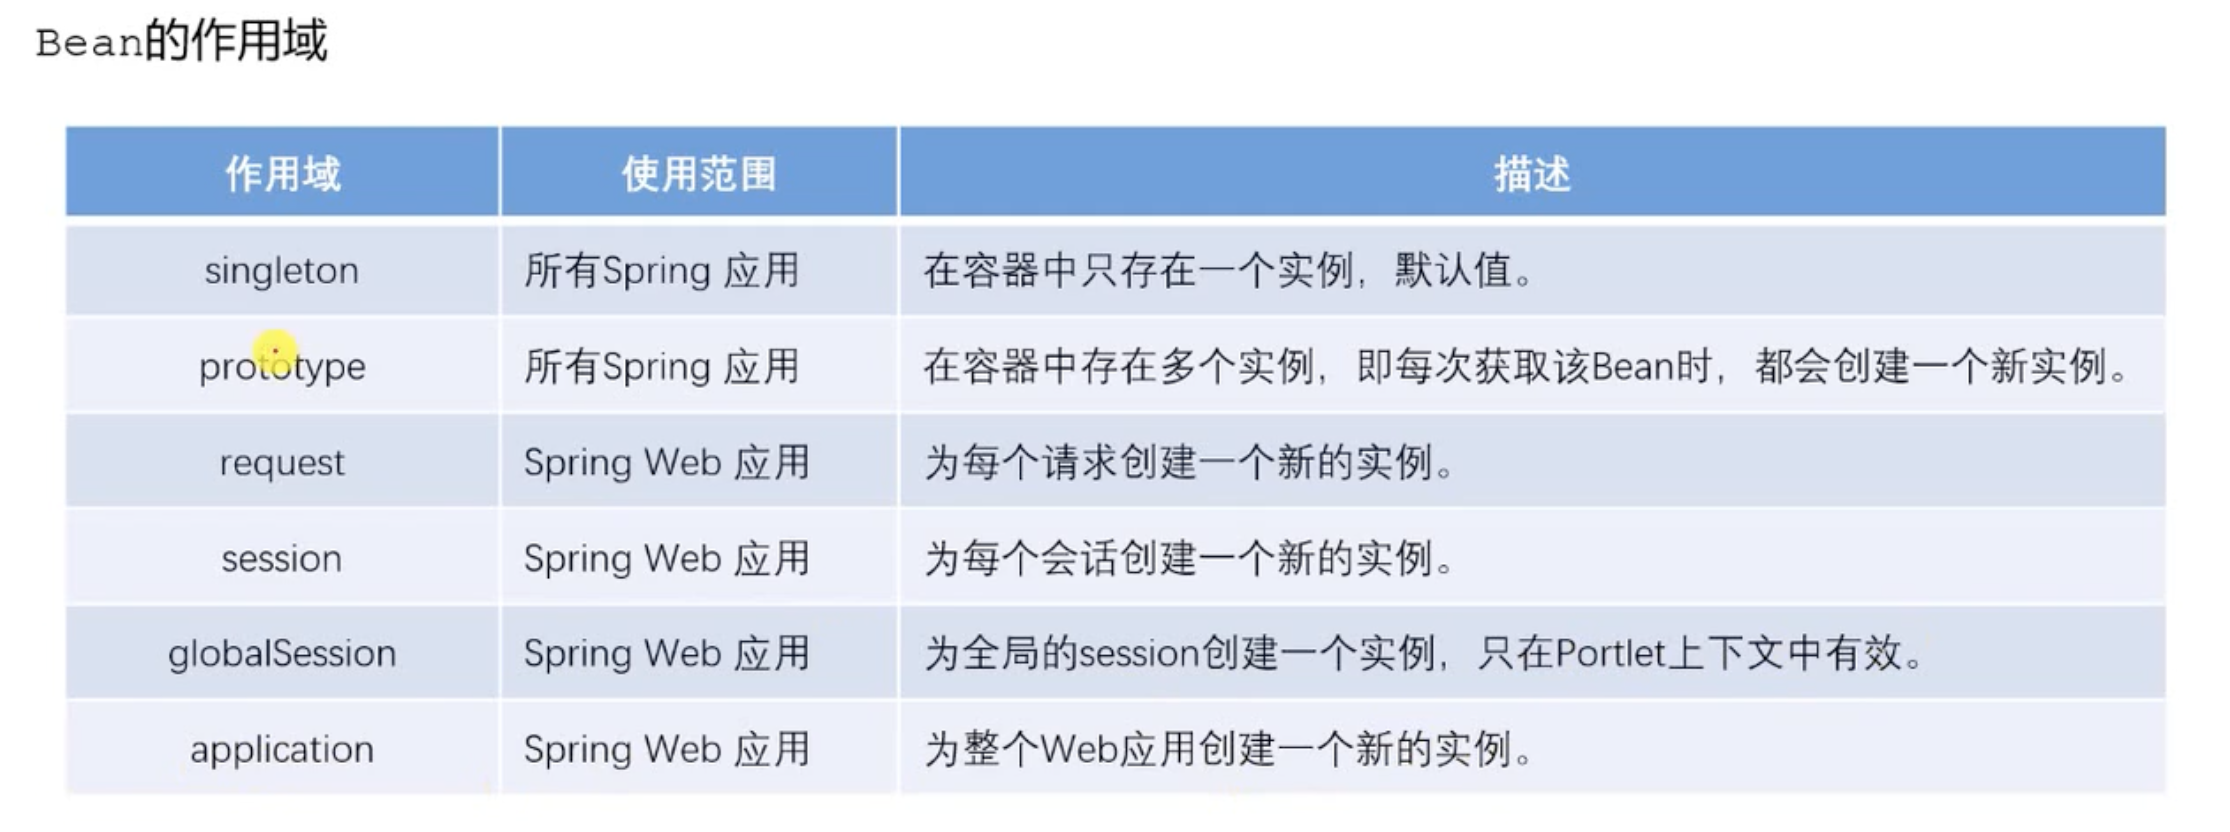 Bean的作用域
作用域 使用范围 描述
singleton 所有Spring 应用 在容器中只存在一个实例，默认值。
prototype 所有Spring 应用 在容器中存在多个实例，即每次获取该Bean时，都会创建一个新实例。
request Spring Web 应用 为每个请求创建一个新的实例。
session Spring Web 应用 为每个会话创建一个新的实例。
globalSession Spring Web 应用 为全局的session创建一个实例，只在Portlet上下文中有效。
application Spring Web 应用 为整个Web应用创建一个新的实例。